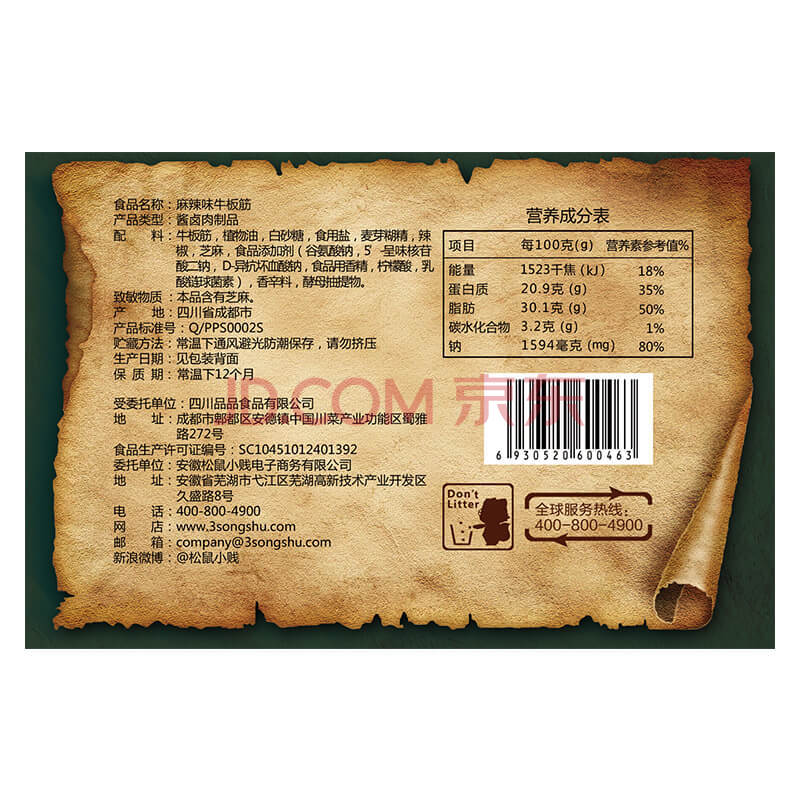 食品名称：麻辣味牛板筋
产品类型：酱卤肉制品
配 料：牛板筋，植物油，白砂糖，食用盐，麦芽糊精，辣
椒，芝麻，食品添加剂（谷氨酸钠，5'-呈味核苷
酸二钠，D-异抗坏血酸钠，食品用香精，柠檬酸，乳
酸链球菌素），香辛料，酵母抽提物。
致敏物质：本品含有芝麻。
产 地：四川省成都市
产品标准号：Q/PPS0002S
贮藏方法：常温下通风避光防潮保存，请勿挤压
生产日期：见包装背面
保 质 期：常温下12个月
受委托单位：四川品品食品有限公司
地 址：成都市郫都区安德镇中国川菜产业功能区蜀雅
路272号
食品生产许可证编号：SC10451012401392
委托单位：安徽松鼠小贱电子商务有限公司
地 址：安徽省芜湖市弋江区芜湖高新技术产业开发区
久盛路8号
电 话：400-800-4900
网 店：www.3songshu.com
邮 箱：company@3songshu.com
新浪微博：@松鼠小贱
营养成分表
项目 每100克(g) 营养素参考值%
能量 1523千焦(kJ) 18%
蛋白质 20.9克(g) 35%
脂肪 30.1克(g) 50%
碳水化合物 3.2克(g) 1%
钠 1594毫克(mg) 80%
JD.COM 京东
6 930520 600463
Don't
Litter
全球服务热线：
400-800-4900